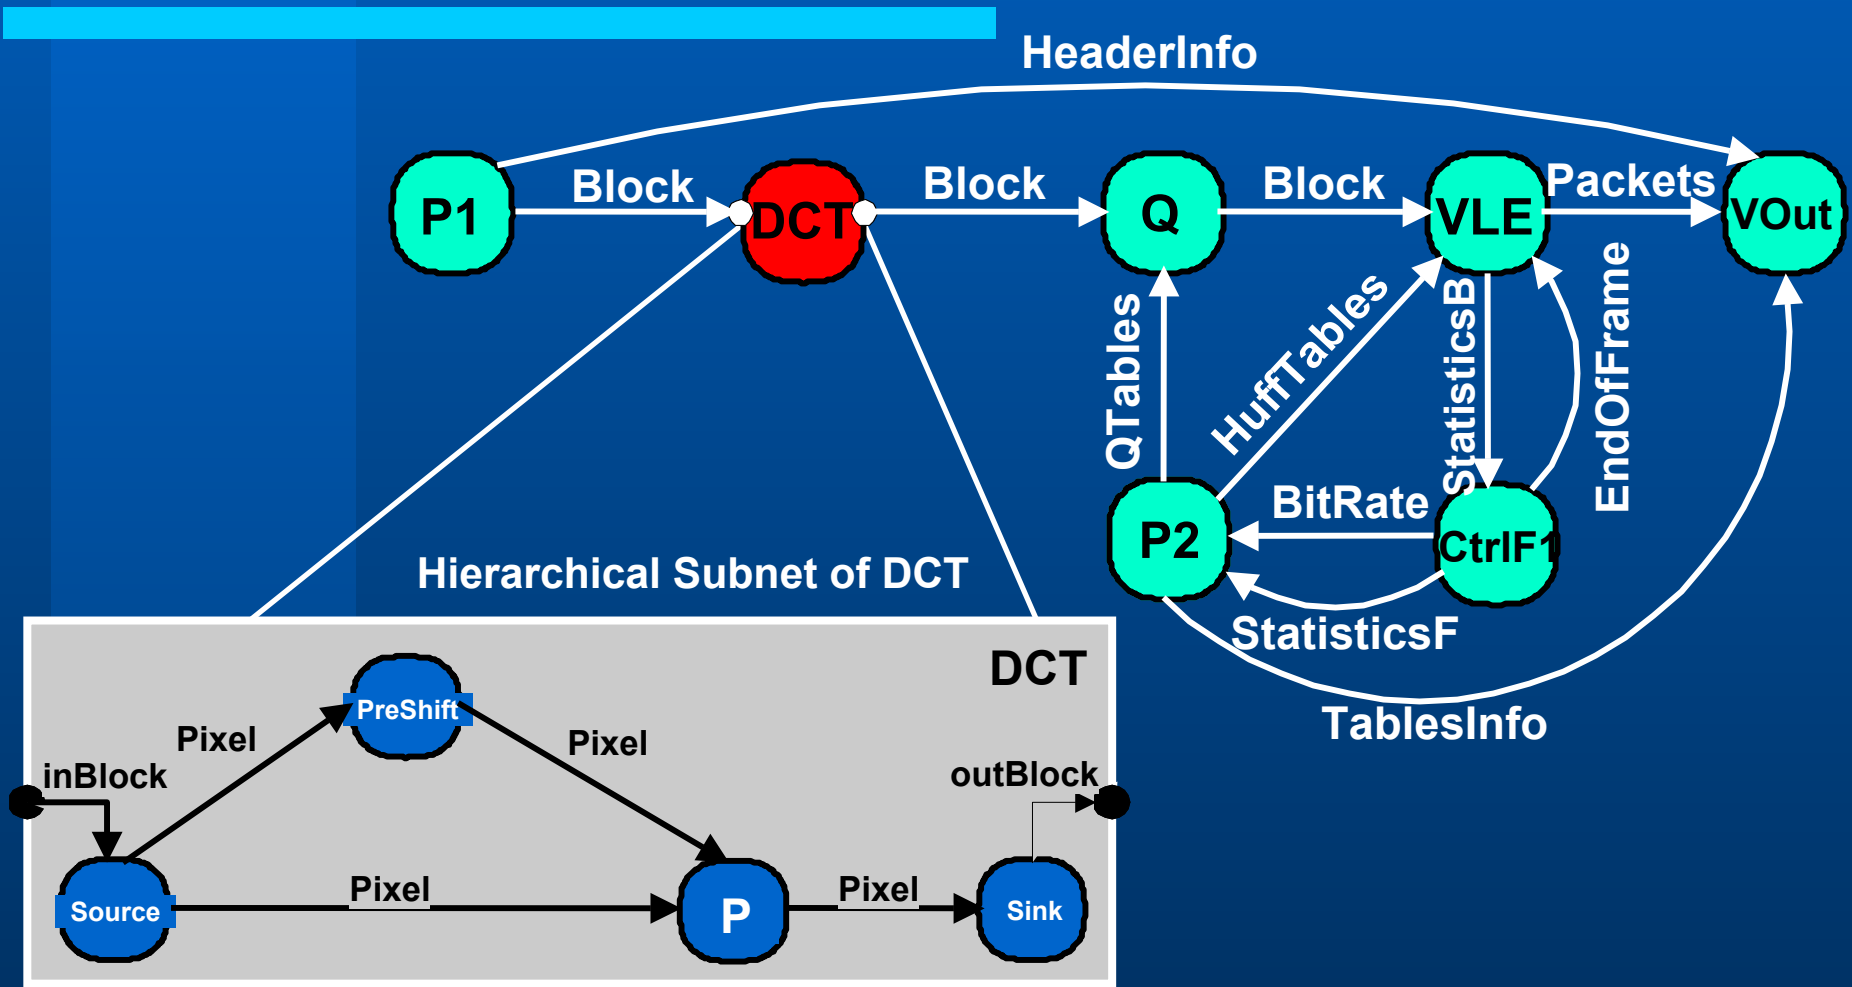 HeaderInfo
P1
Block
DCT
Block
Q
Block
VLE
Packets
VOut
QTables
HuffTables
StatisticsB
EndOfFrame
P2
BitRate
CtrlF1
StatisticsF
TablesInfo
Hierarchical Subnet of DCT
DCT
PreShift
Pixel
Pixel
inBlock
outBlock
Source
Pixel
P
Pixel
Sink